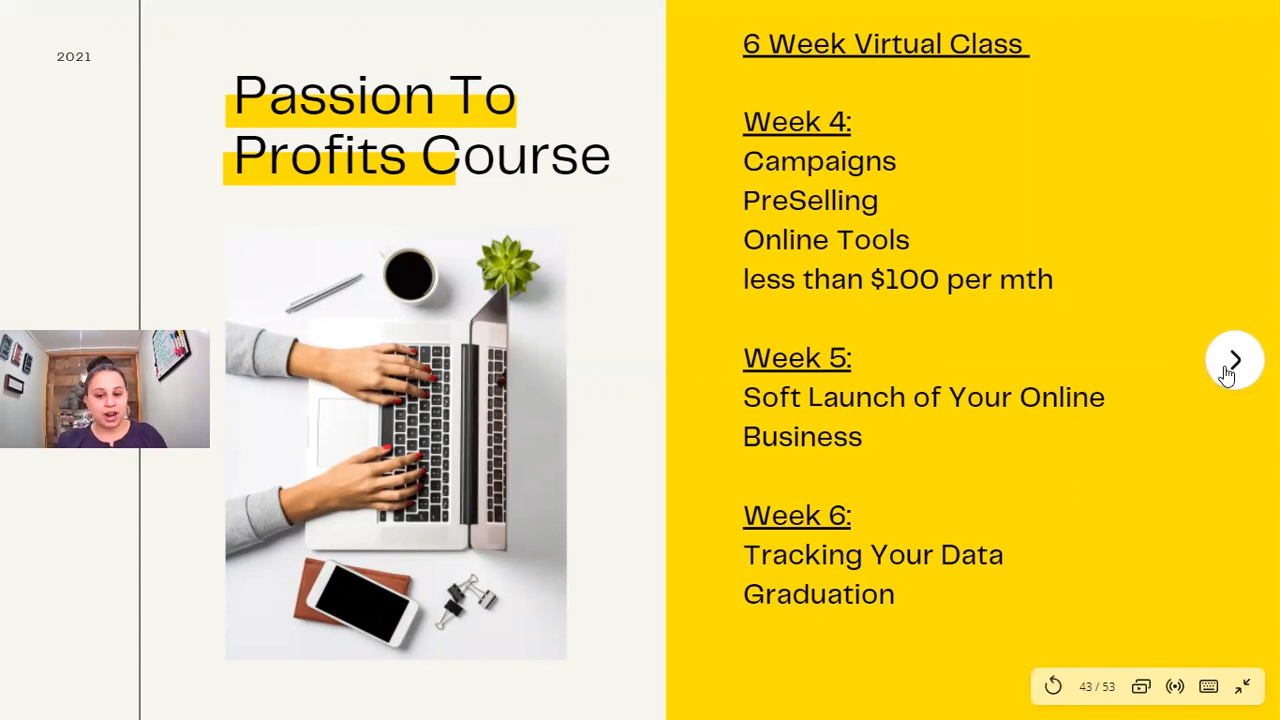 2021
Passion To
Profits Course
6 Week Virtual Class
Week 4:
Campaigns
PreSelling
Online Tools
less than $100 per mth
Week 5:
Soft Launch of Your Online
Business
Week 6:
Tracking Your Data
Graduation
43 / 53